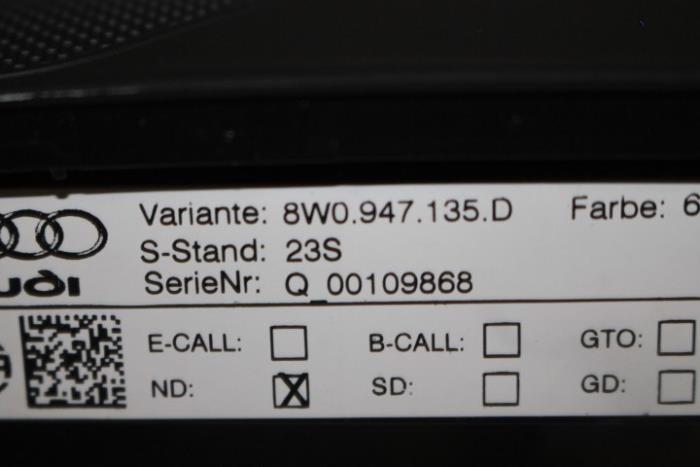 Variante: 8W0.947.135.D Farbe: 6
S-Stand: 23S
SerieNr: Q_00109868
E-CALL: B-CALL: GTO:
ND: X SD: GD: